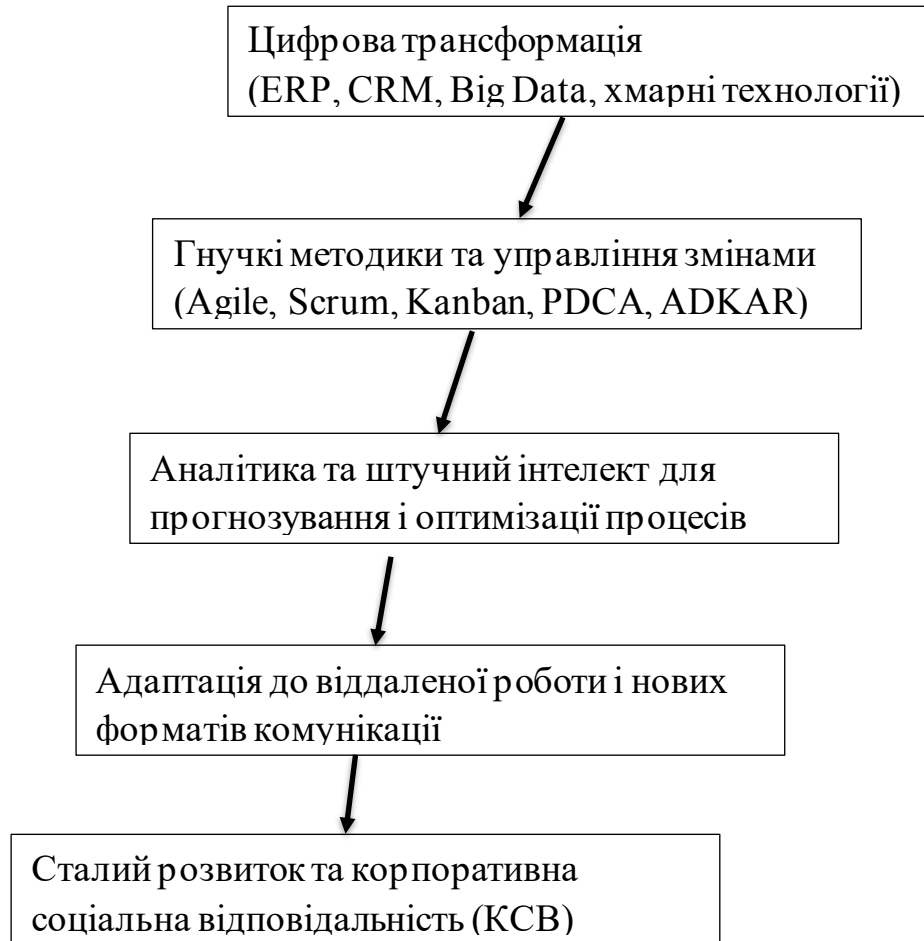 Цифрова трансформація
(ERP, CRM, Big Data, хмарні технології)
Гнучкі методики та управління змінами
(Agile, Scrum, Kanban, PDCA, ADKAR)
Аналітика та штучний інтелект для
прогнозування і оптимізації процесів
Адаптація до віддаленої роботи і нових
форматів комунікації
Сталий розвиток та корпоративна
соціальна відповідальність (КСВ)